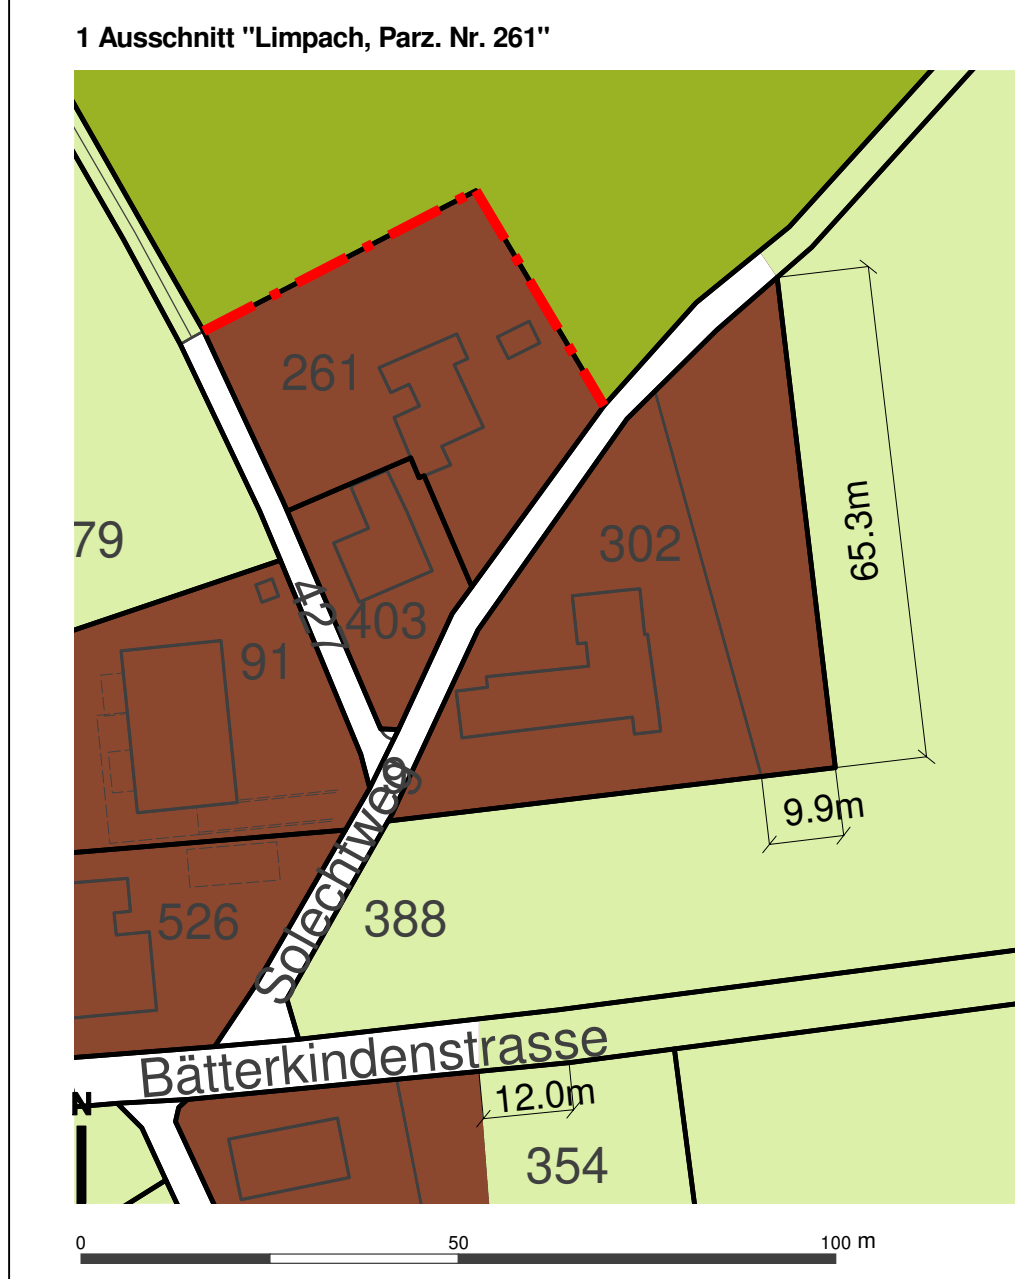 1 Ausschnitt "Limpach, Parz. Nr. 261"
261
65.3m
79
302
427
403
91
9
9.9m
Solechtweg
526
388
Bätterkindenstrasse
N
12.0m
354
0 50 100 m